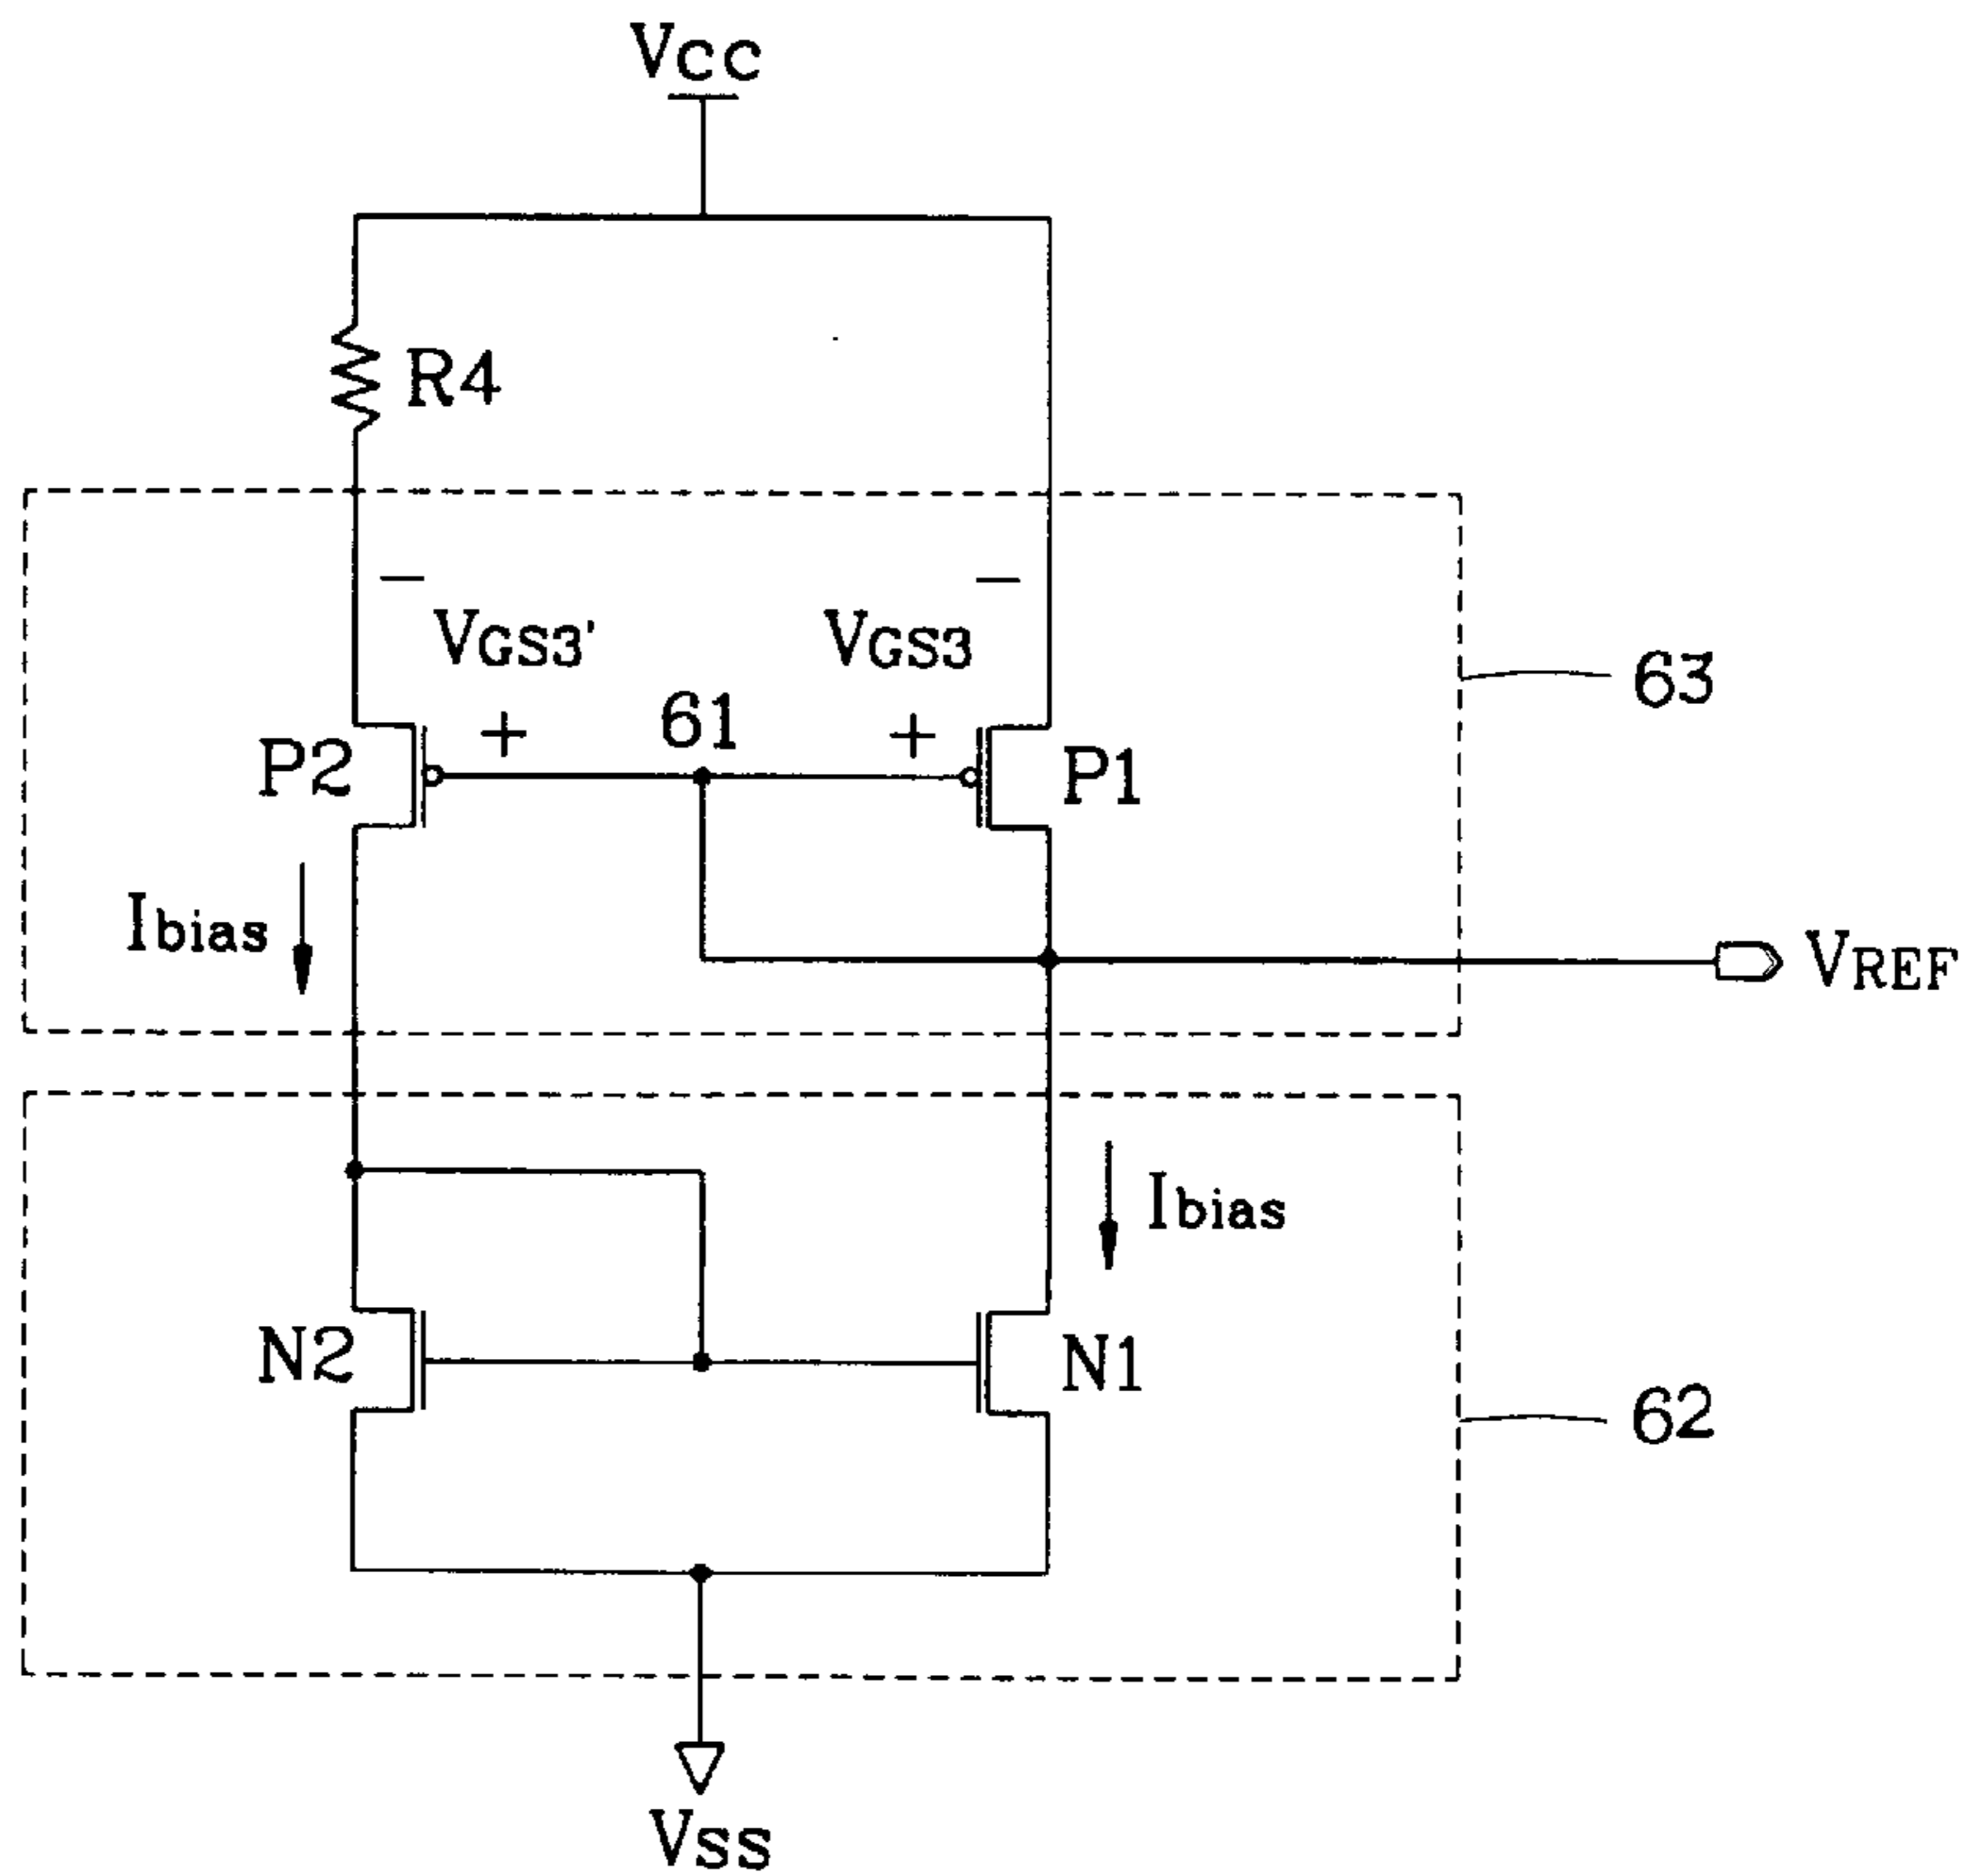 VCC
R4
− −
VGS3' VGS3
63
61
+ +
P2 P1
Ibias
VREF
Ibias
N2 N1
62
VSS